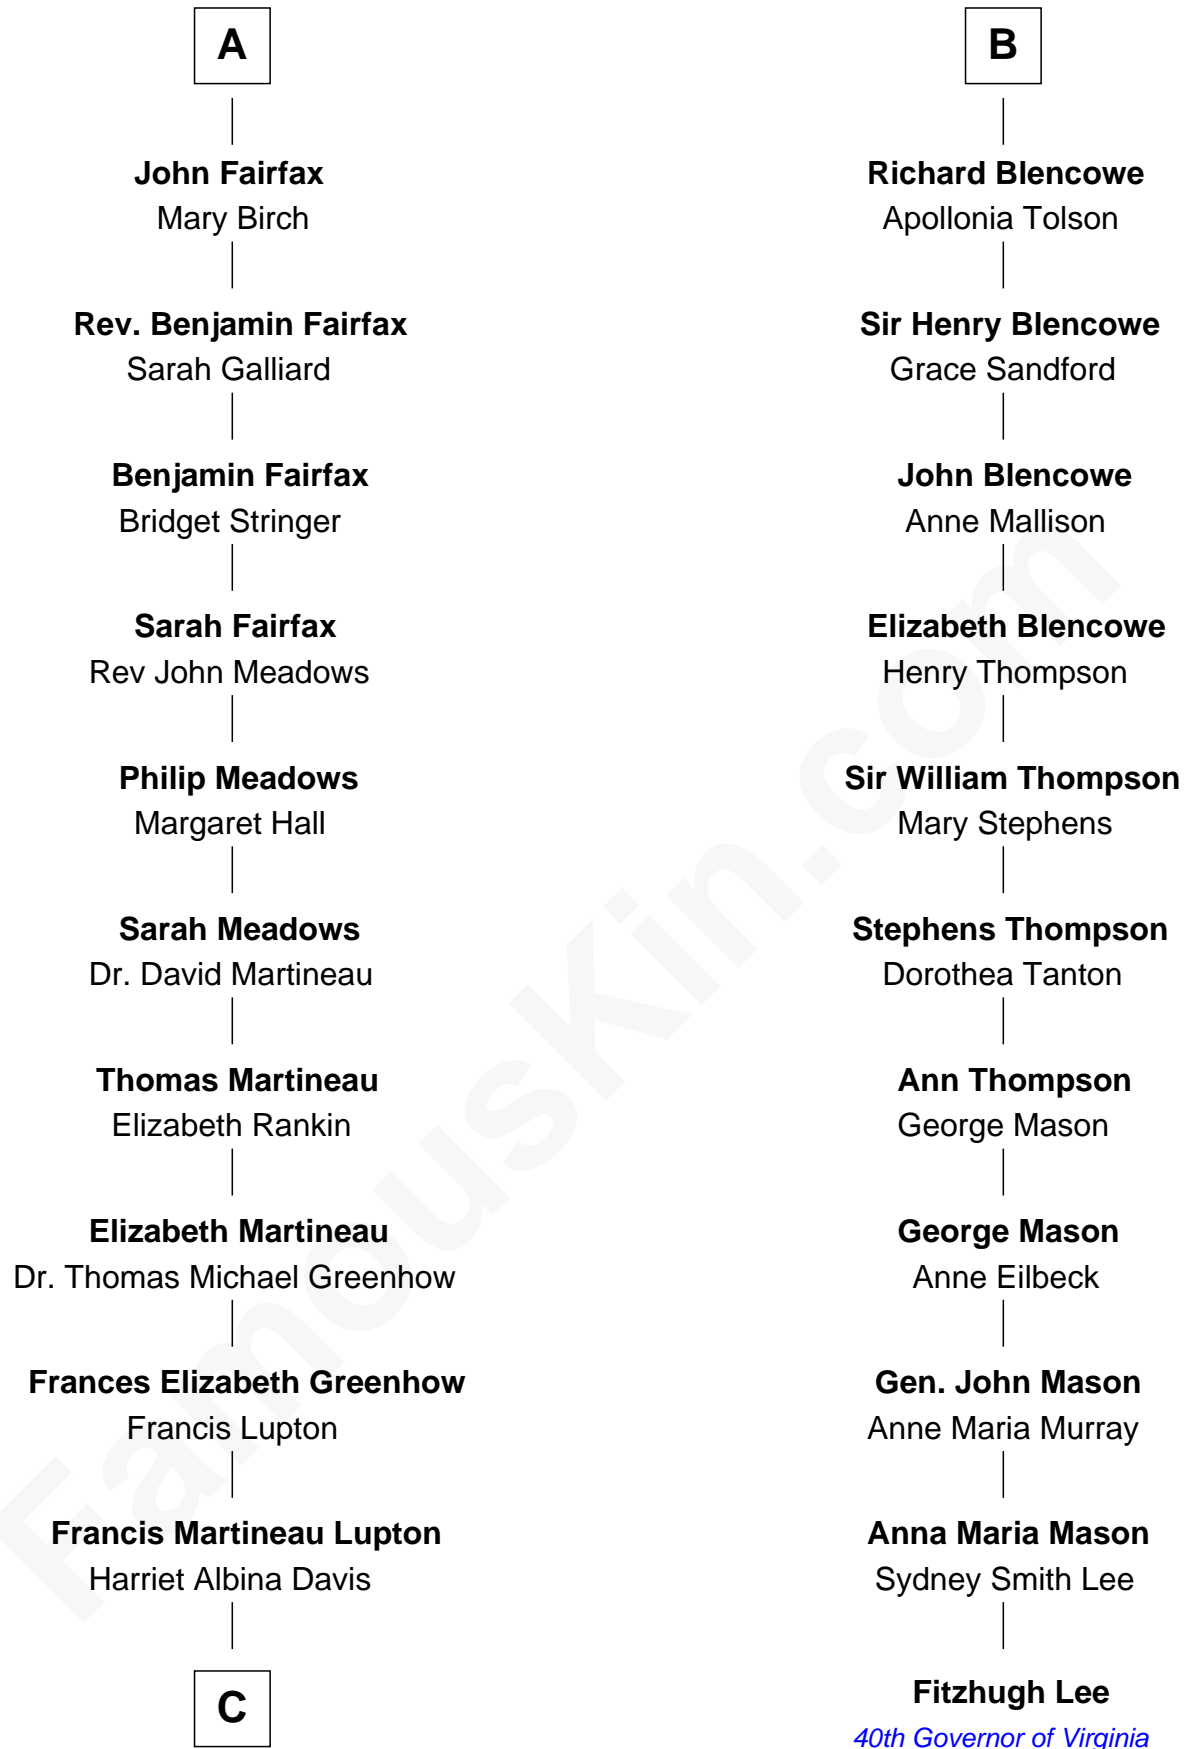 A
John Fairfax
Mary Birch
Rev. Benjamin Fairfax
Sarah Galliard
Benjamin Fairfax
Bridget Stringer
Sarah Fairfax
Rev John Meadows
Philip Meadows
Margaret Hall
Sarah Meadows
Dr. David Martineau
Thomas Martineau
Elizabeth Rankin
Elizabeth Martineau
Dr. Thomas Michael Greenhow
Frances Elizabeth Greenhow
Francis Lupton
Francis Martineau Lupton
Harriet Albina Davis
C
B
Richard Blencowe
Apollonia Tolson
Sir Henry Blencowe
Grace Sandford
John Blencowe
Anne Mallison
Elizabeth Blencowe
Henry Thompson
Sir William Thompson
Mary Stephens
Stephens Thompson
Dorothea Tanton
Ann Thompson
George Mason
George Mason
Anne Eilbeck
Gen. John Mason
Anne Maria Murray
Anna Maria Mason
Sydney Smith Lee
Fitzhugh Lee
40th Governor of Virginia
FamousKin.com